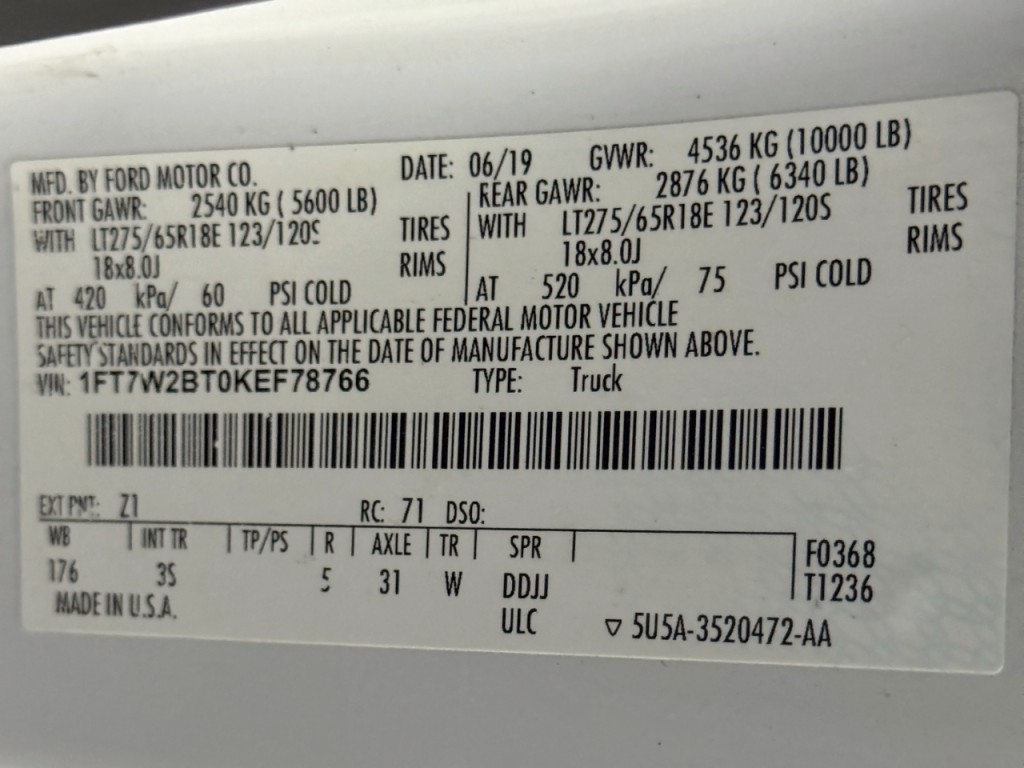 MFD. BY FORD MOTOR CO. DATE: 06/19 GVWR: 4536 KG (10000 LB)
FRONT GAWR: 2540 KG ( 5600 LB) REAR GAWR: 2876 KG ( 6340 LB)
WITH LT275/65R18E 123/120S TIRES WITH LT275/65R18E 123/120S TIRES
18x8.0J RIMS 18x8.0J RIMS
AT 420 kPa/ 60 PSI COLD AT 520 kPa/ 75 PSI COLD
THIS VEHICLE CONFORMS TO ALL APPLICABLE FEDERAL MOTOR VEHICLE
SAFETY STANDARDS IN EFFECT ON THE DATE OF MANUFACTURE SHOWN ABOVE.
VIN: 1FT7W2BT0KEF78766 TYPE: Truck
EXT PNT: Z1 RC: 71 DSO:
WB INT TR TP/PS R AXLE TR SPR F0368
176 3S 5 31 W DDJJ T1236
MADE IN U.S.A. ULC ▽ 5U5A-3520472-AA